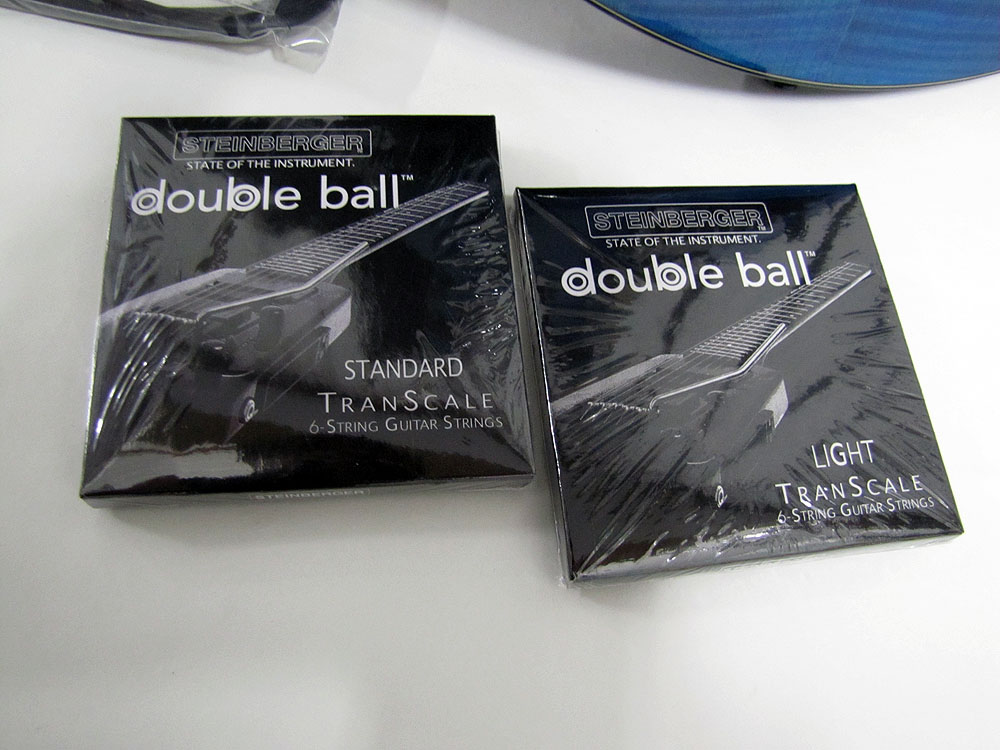 STEINBERGER
STATE OF THE INSTRUMENT.
double ball™
STANDARD
TRANSCALE
6-STRING GUITAR STRINGS
STEINBERGER
STEINBERGER™
STATE OF THE INSTRUMENT.
double ball™
LIGHT
TRANSCALE
6-STRING GUITAR STRINGS